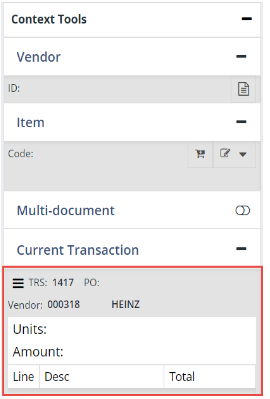 Context Tools
Vendor
ID:
Item
Code:
Multi-document
Current Transaction
TRS: 1417 PO:
Vendor: 000318 HEINZ
Units:
Amount:
Line Desc Total